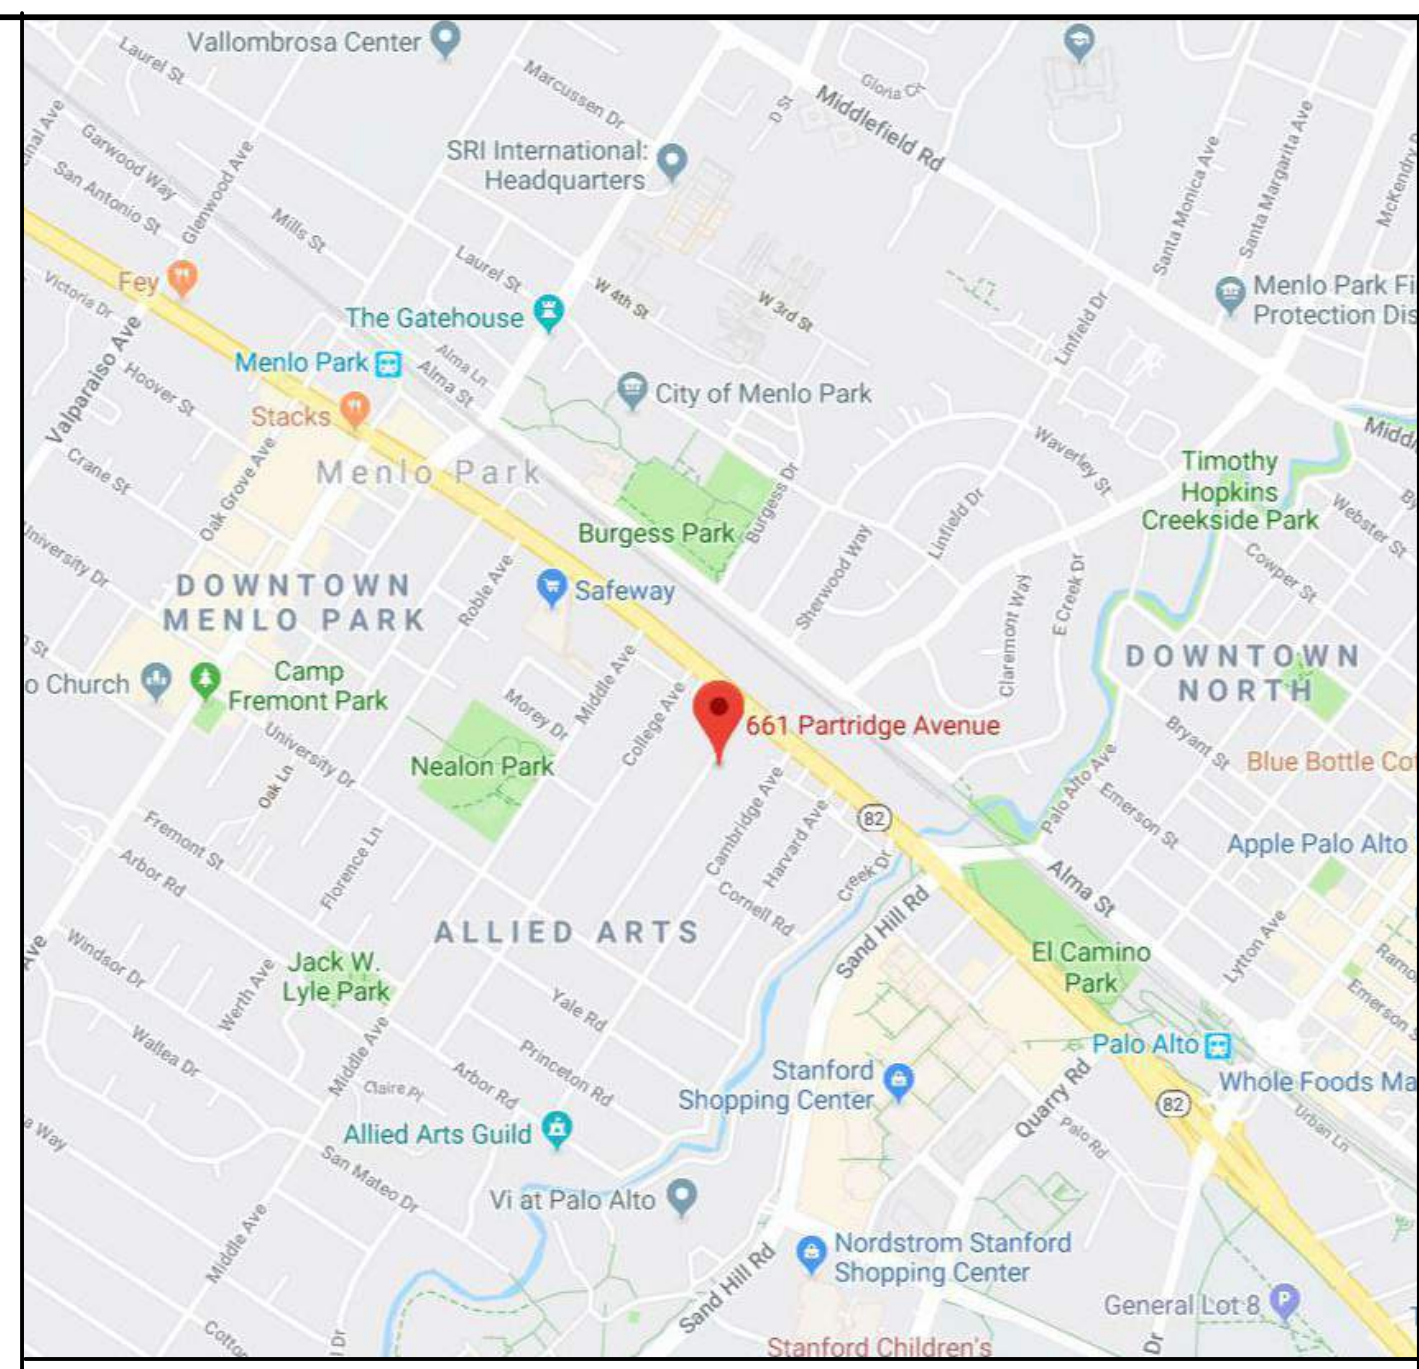 Vallombrosa Center
Laurel St
Marcussen Dr
Gloria Cir
D St
Middlefield Rd
Garwood Way
Glenwood Ave
SRI International:
Headquarters
Santa Monica Ave
Santa Margarita Ave
San Antonio St
Mills St
Laurel St
Fey
Victoria Dr
W 4th St
W 3rd St
Menlo Park Fi
Protection Dis
The Gatehouse
Linfield Dr
Valparaiso Ave
Menlo Park
Alma Ln
Alma St
Hoover St
City of Menlo Park
Stacks
Menlo Park
Waverley St
Crane St
Oak Grove Ave
Timothy
Hopkins
Creekside Park
Burgess Dr
Linfield Dr
Webster St
Burgess Park
University Dr
Cowper St
Sherwood Way
DOWNTOWN
MENLO PARK
Roble Ave
Safeway
Claremont Way
E Creek Dr
DOWNTOWN
NORTH
o Church
Camp
Fremont Park
Morey Dr
Middle Ave
College Ave
661 Partridge Avenue
University Dr
Bryant St
Nealon Park
Blue Bottle Cof
Oak Ln
Palo Alto Ave
Emerson St
Cambridge Ave
Harvard Ave
82
Fremont St
Apple Palo Alto
Arbor Rd
Florence Ln
Creek Dr
Alma St
Cornell Rd
Sand Hill Rd
ALLIED ARTS
El Camino
Park
Lytton Ave
Ave
Windsor Dr
Jack W.
Lyle Park
Werth Ave
Yale Rd
Emerson S
Wallea Dr
Middle Ave
Princeton Rd
Palo Alto
Arbor Rd
Claire Pl
Stanford
Shopping Center
Quarry Rd
Whole Foods Ma
82
Palo Rd
Urban Ln
a Way
Allied Arts Guild
San Mateo Dr
Vi at Palo Alto
Middle Ave
Sand Hill Rd
Nordstrom Stanford
Shopping Center
General Lot 8
Dr
Stanford Children's